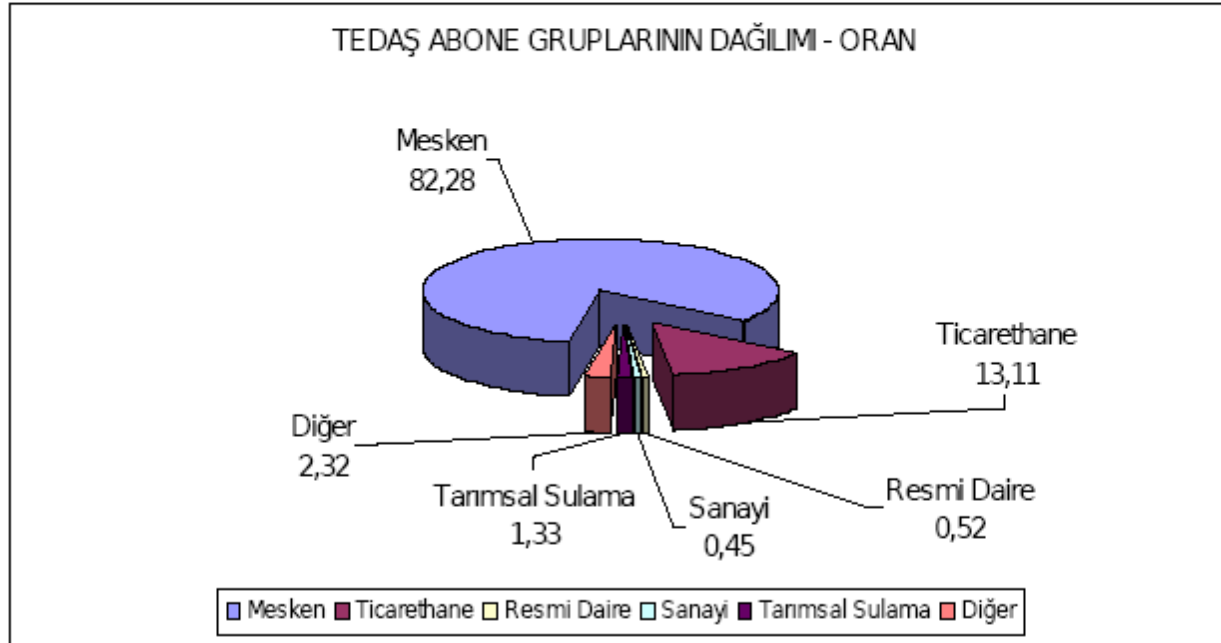 TEDAŞ ABONE GRUPLARININ DAĞILIMI - ORAN
Mesken
82,28
Ticarethane
13,11
Diğer
2,32
Tarımsal Sulama
1,33
Sanayi
0,45
Resmi Daire
0,52
Mesken Ticarethane Resmi Daire Sanayi Tarımsal Sulama Diğer